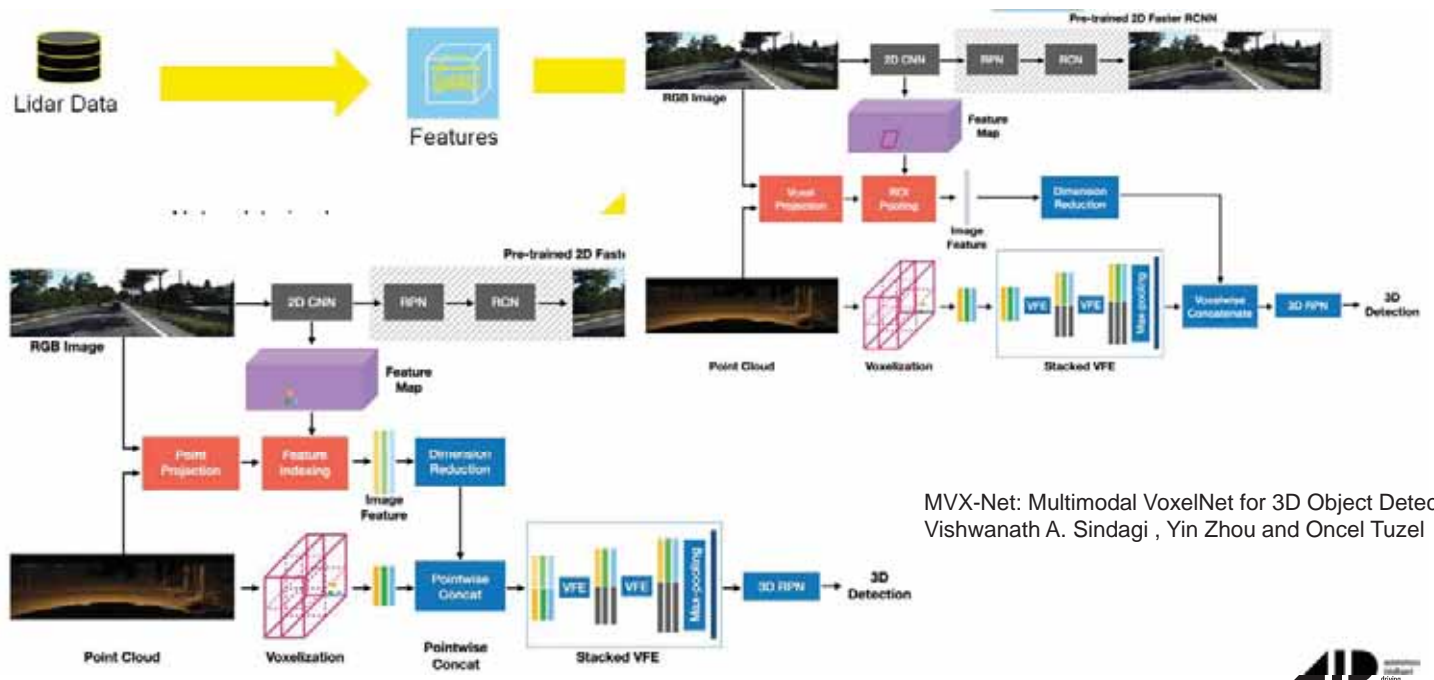 Lidar Data
Features
Pre-trained 2D Faster RCNN
2D CNN
RPN
RCN
RGB Image
Feature
Map
Voxel
Projection
ROI
Pooling
Dimension
Reduction
Image
Feature
VFE
VFE
Max-pooling
Voxelwise
Concatenate
3D RPN
3D
Detection
Point Cloud
Voxelization
Stacked VFE
Pre-trained 2D Faste
2D CNN
RPN
RCN
RGB Image
Feature
Map
Point
Projection
Feature
Indexing
Dimension
Reduction
Image
Feature
Pointwise
Concat
VFE
VFE
Max-pooling
3D RPN
3D
Detection
Point Cloud
Voxelization
Pointwise
Concat
Stacked VFE
MVX-Net: Multimodal VoxelNet for 3D Object Detec
Vishwanath A. Sindagi , Yin Zhou and Oncel Tuzel
autonomous
intelligent
driving